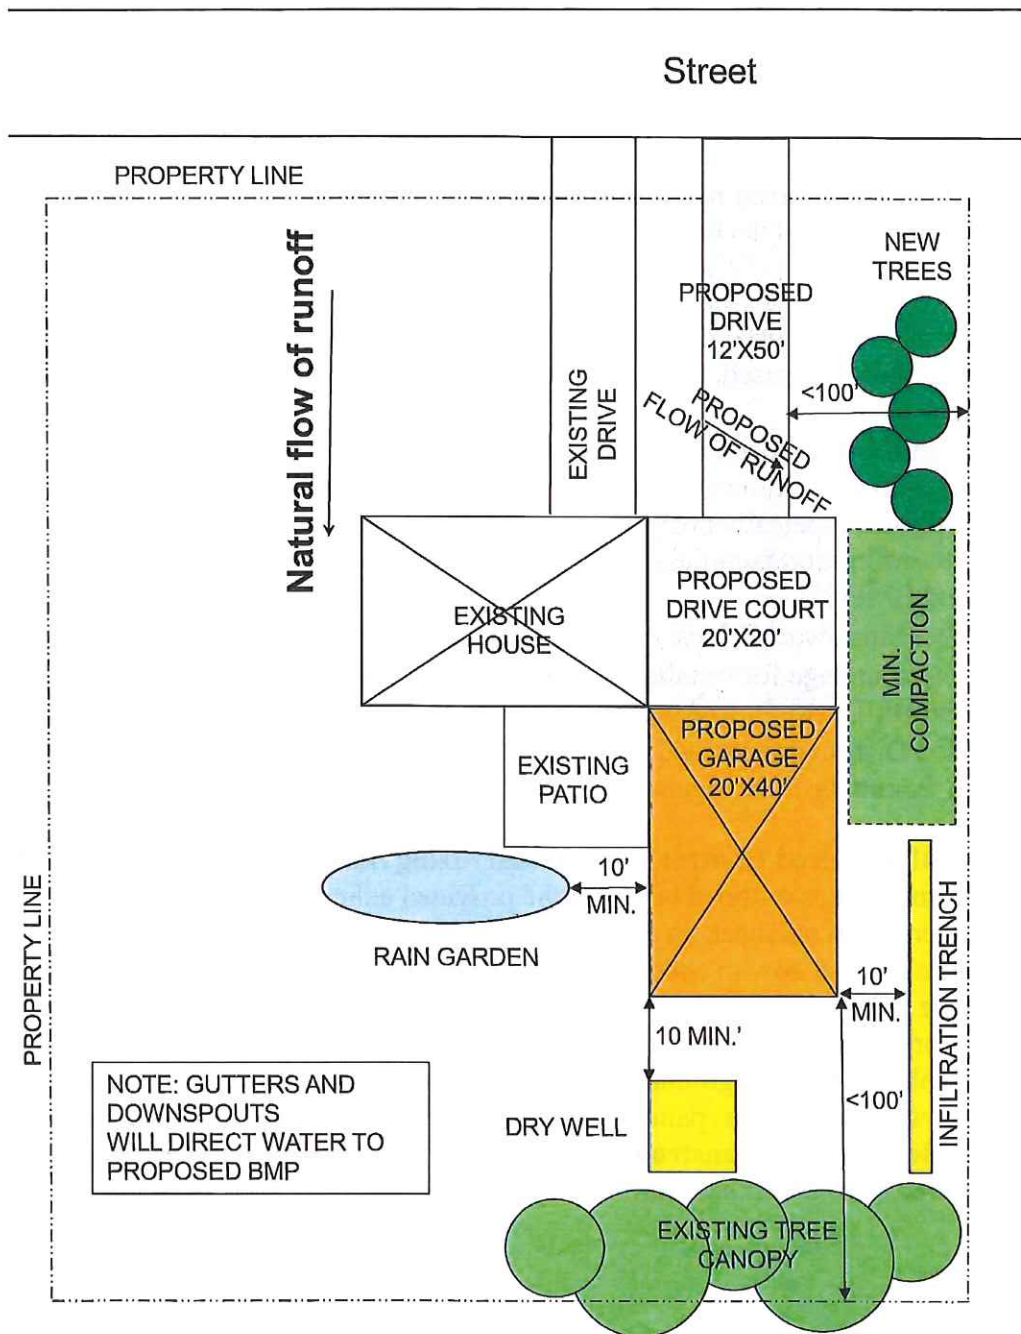 Street
PROPERTY LINE
Natural flow of runoff
NEW
TREES
PROPOSED
DRIVE
12'X50'
<100'
EXISTING
DRIVE
PROPOSED
FLOW OF RUNOFF
EXISTING
HOUSE
PROPOSED
DRIVE COURT
20'X20'
MIN.
COMPACTION
PROPOSED
GARAGE
20'X40'
EXISTING
PATIO
10'
MIN.
RAIN GARDEN
10'
MIN.
INFILTRATION TRENCH
PROPERTY LINE
10 MIN.'
<100'
NOTE: GUTTERS AND
DOWNSPOUTS
WILL DIRECT WATER TO
PROPOSED BMP
DRY WELL
EXISTING TREE
CANOPY